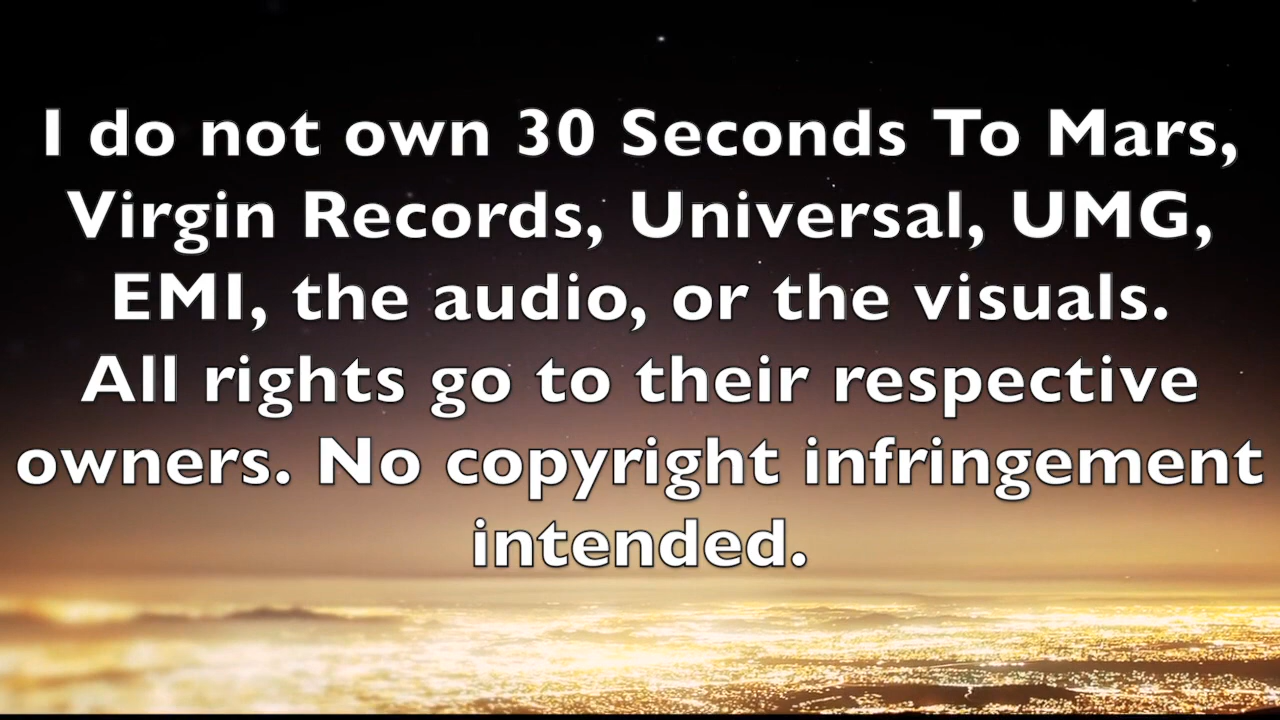 I do not own 30 Seconds To Mars,
Virgin Records, Universal, UMG,
EMI, the audio, or the visuals.
All rights go to their respective
owners. No copyright infringement
intended.